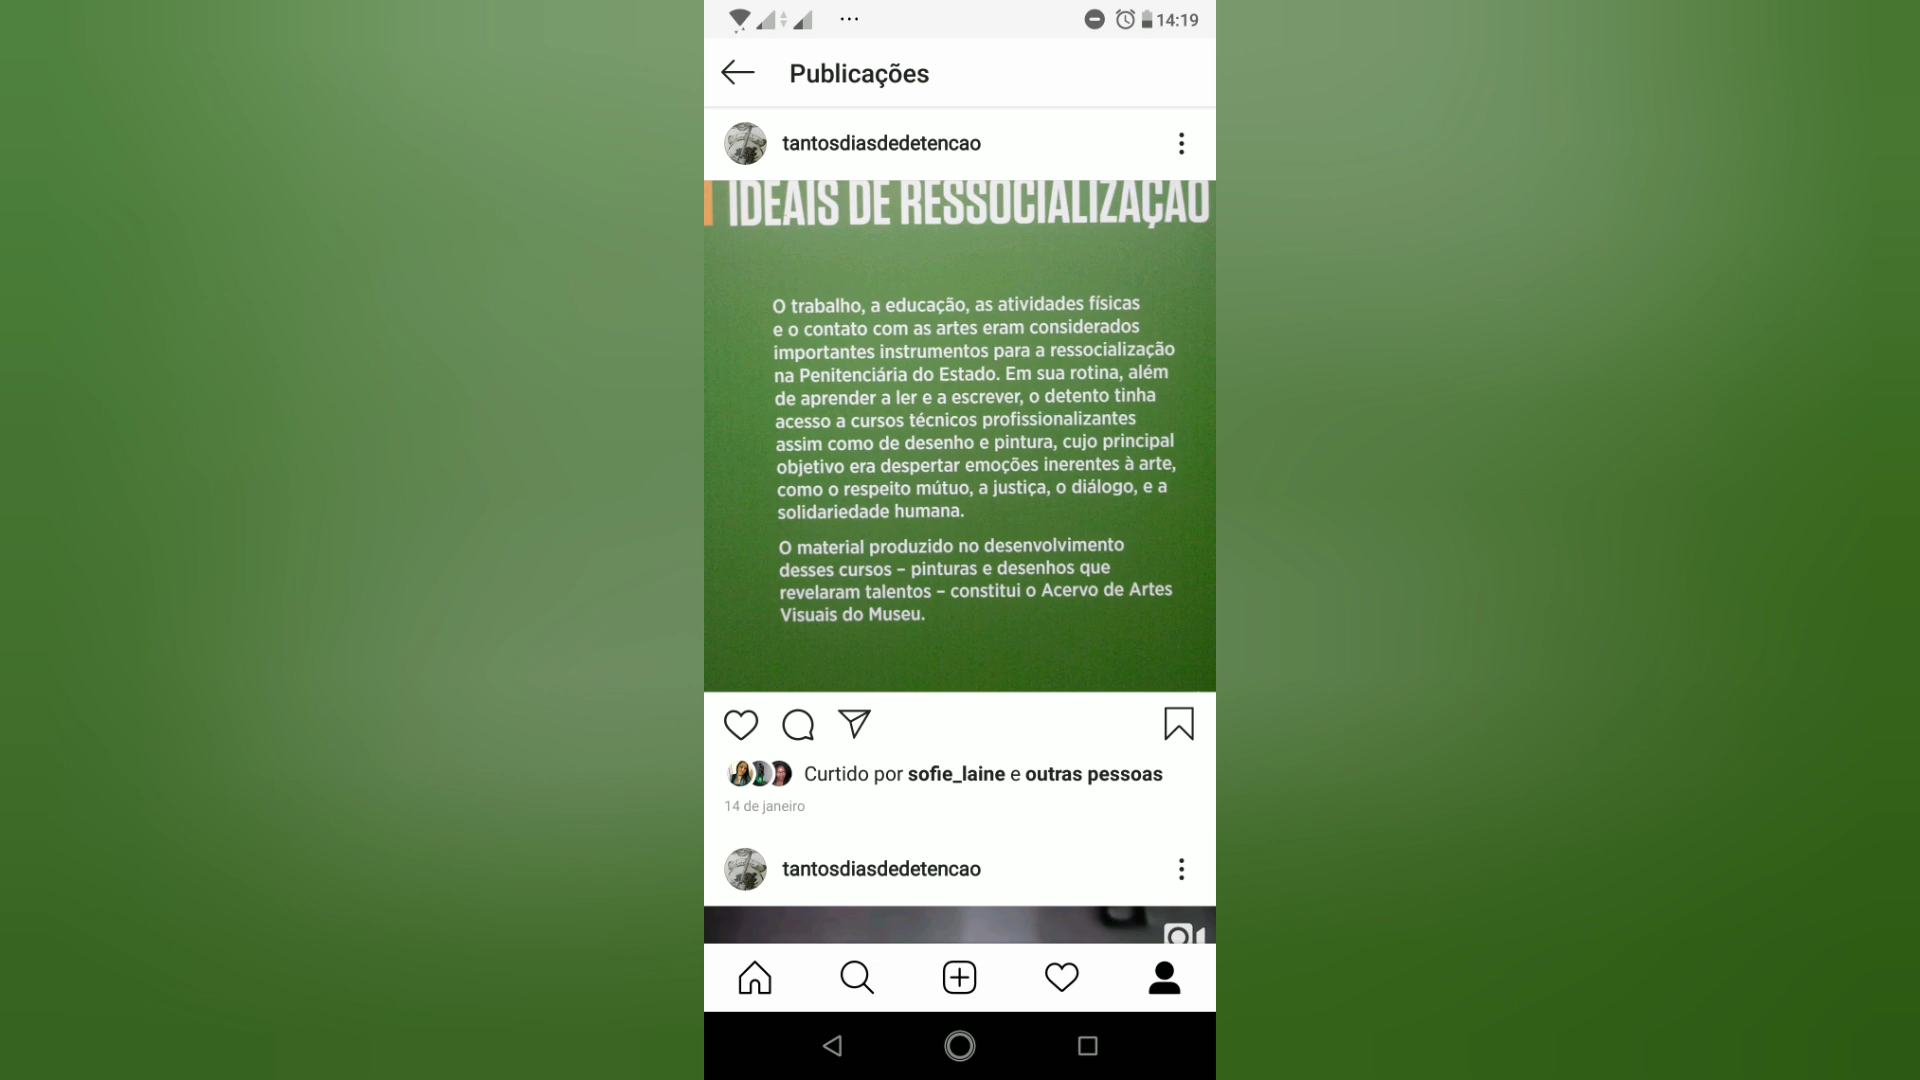 14:19
Publicações
tantosdiasdedetencao
IDEAIS DE RESSOCIALIZAÇÃO
O trabalho, a educação, as atividades físicas
e o contato com as artes eram considerados
importantes instrumentos para a ressocialização
na Penitenciária do Estado. Em sua rotina, além
de aprender a ler e a escrever, o detento tinha
acesso a cursos técnicos profissionalizantes
assim como de desenho e pintura, cujo principal
objetivo era despertar emoções inerentes à arte,
como o respeito mútuo, a justiça, o diálogo, e a
solidariedade humana.
O material produzido no desenvolvimento
desses cursos – pinturas e desenhos que
revelaram talentos – constitui o Acervo de Artes
Visuais do Museu.
Curtido por sofie_laine e outras pessoas
14 de janeiro
tantosdiasdedetencao